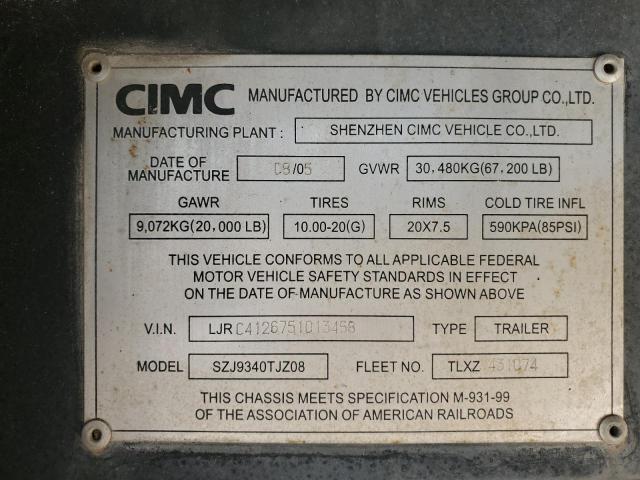 CIMC MANUFACTURED BY CIMC VEHICLES GROUP CO.,LTD.
MANUFACTURING PLANT : SHENZHEN CIMC VEHICLE CO.,LTD.
DATE OF MANUFACTURE 08/05 GVWR 30,480KG(67,200 LB)
GAWR TIRES RIMS COLD TIRE INFL
9,072KG(20,000 LB) 10.00-20(G) 20X7.5 590KPA(85PSI)
THIS VEHICLE CONFORMS TO ALL APPLICABLE FEDERAL
MOTOR VEHICLE SAFETY STANDARDS IN EFFECT
ON THE DATE OF MANUFACTURE AS SHOWN ABOVE
V.I.N. LJRC4126751013458 TYPE TRAILER
MODEL SZJ9340TJZ08 FLEET NO. TLXZ 431074
THIS CHASSIS MEETS SPECIFICATION M-931-99
OF THE ASSOCIATION OF AMERICAN RAILROADS